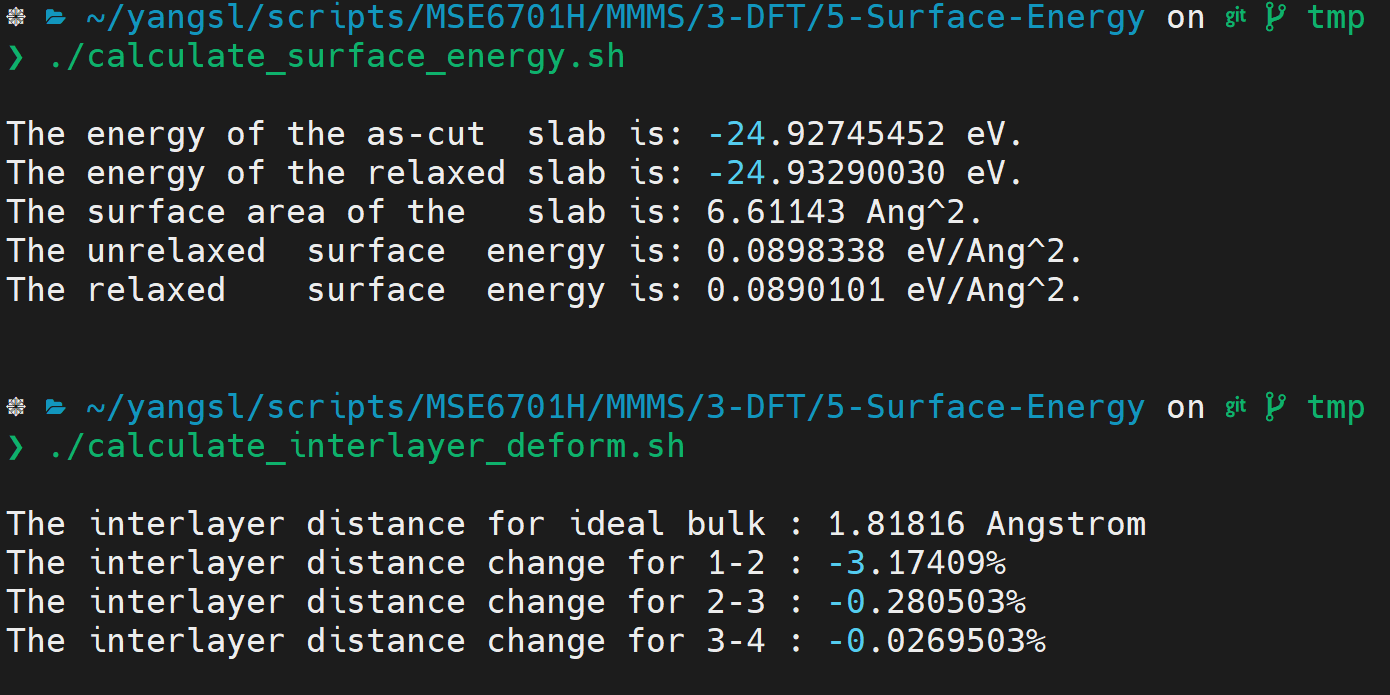 ~/yangsl/scripts/MSE6701H/MMMS/3-DFT/5-Surface-Energy on git tmp
❯ ./calculate_surface_energy.sh
The energy of the as-cut  slab is: -24.92745452 eV.
The energy of the relaxed slab is: -24.93290030 eV.
The surface area of the   slab is: 6.61143 Ang^2.
The unrelaxed  surface  energy is: 0.0898338 eV/Ang^2.
The relaxed    surface  energy is: 0.0890101 eV/Ang^2.
~/yangsl/scripts/MSE6701H/MMMS/3-DFT/5-Surface-Energy on git tmp
❯ ./calculate_interlayer_deform.sh
The interlayer distance for ideal bulk : 1.81816 Angstrom
The interlayer distance change for 1-2 : -3.17409%
The interlayer distance change for 2-3 : -0.280503%
The interlayer distance change for 3-4 : -0.0269503%